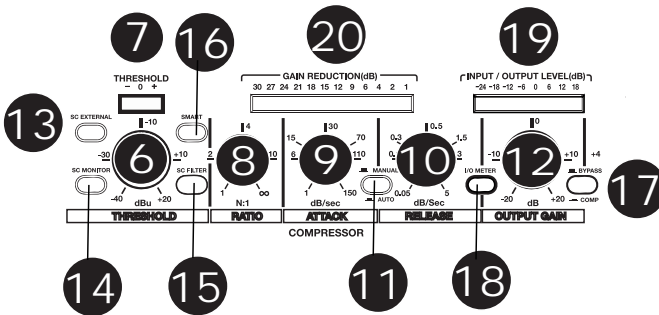 7 16 20 19
THRESHOLD
− 0 +
GAIN REDUCTION(dB)
30 27 24 21 18 15 12 9 6 4 2 1
INPUT / OUTPUT LEVEL(dB)
-24 -18 -12 -6 0 6 12 18
13
SC EXTERNAL
SMART
-10
4
30
0.5
0
15 70
0.3 1.5
-30 +10
2 10
6 110
-10 +10
+4
6 8 9 10 12
SC MONITOR
SC FILTER
MANUAL
I/O METER
BYPASS
17
-40 +20
1 ∞
1 150
0.05 5
-20 +20
AUTO
COMP
dBu
N:1
dB/sec
dB/Sec
dB
THRESHOLD
RATIO
ATTACK
RELEASE
OUTPUT GAIN
COMPRESSOR
14 15 11 18